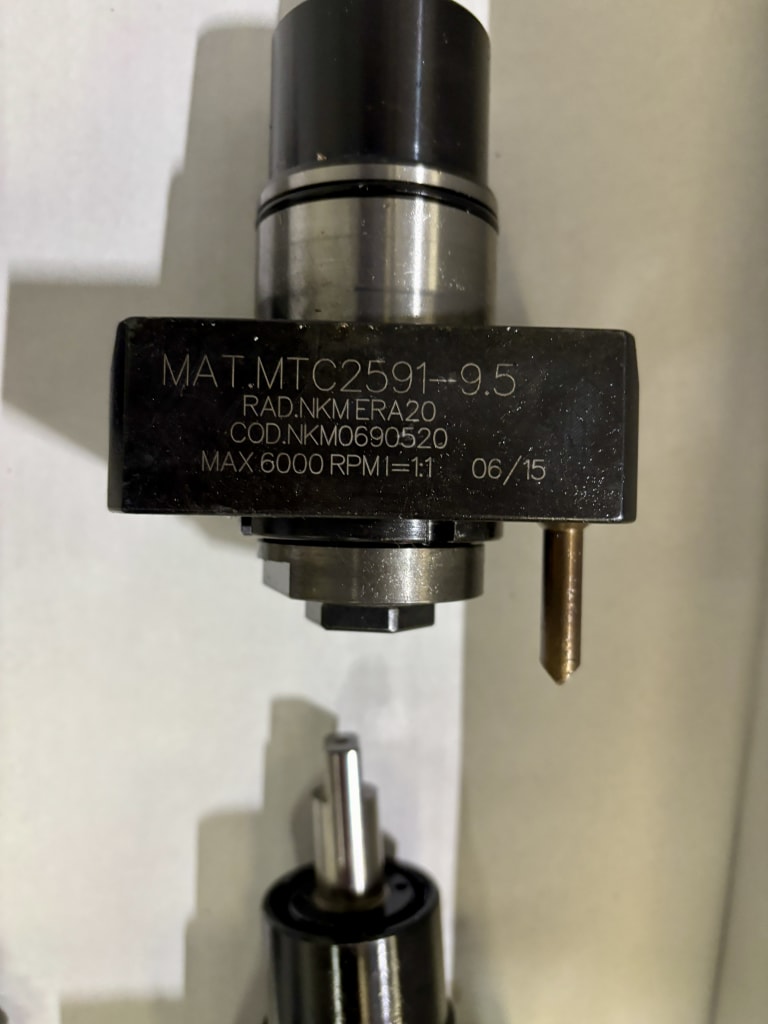 MAT.MTC2591-9.5
RAD.NKM ERA20
COD.NKM0690520
MAX 6000 RPM I=1:1 06/15